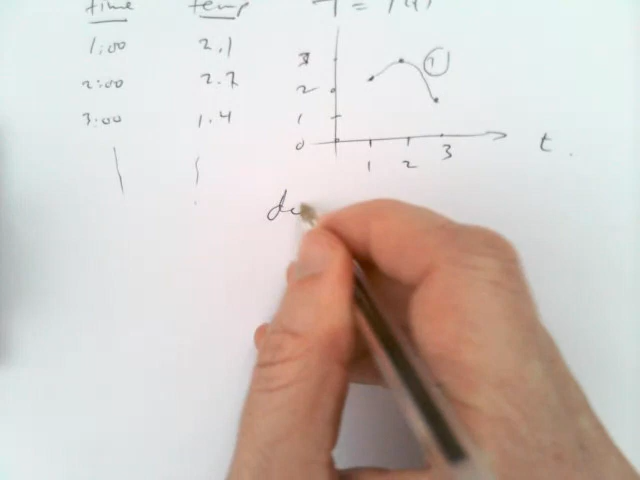 time temp T = f(t)
1:00 2.1 3 1
2:00 2.7 2
3:00 1.4 1
0 t.
1 2 3